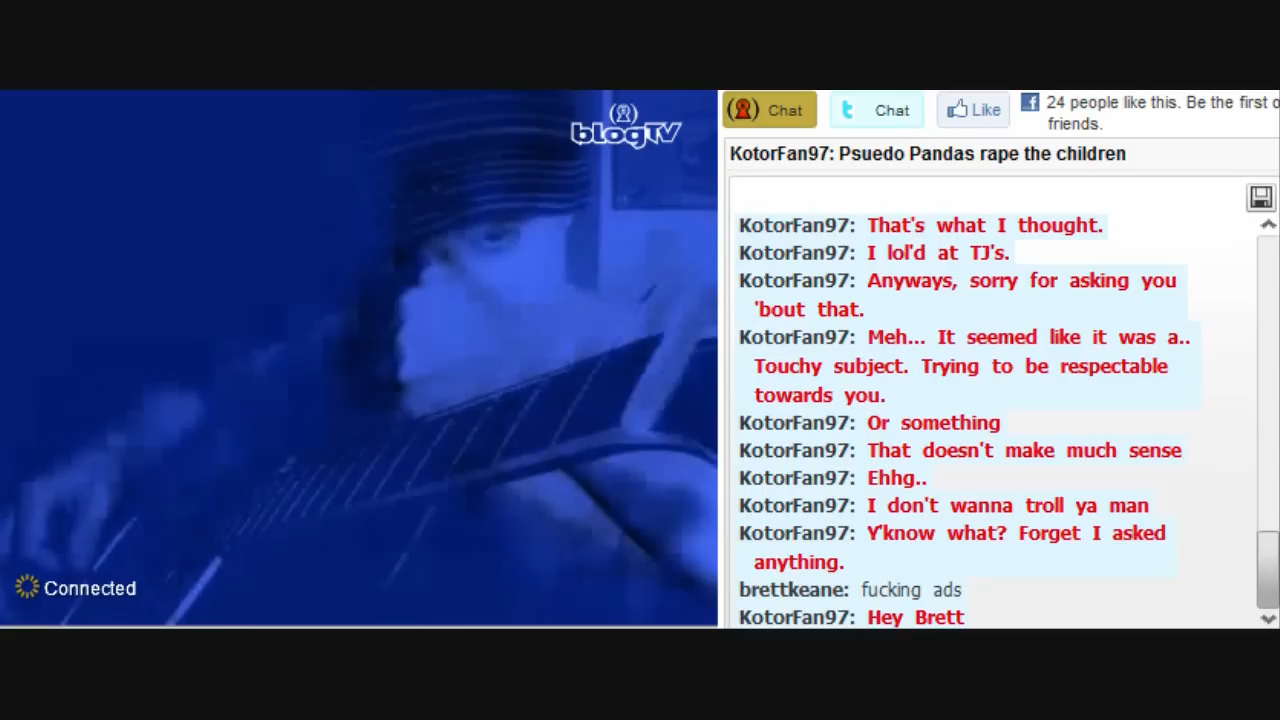 blogTV
Connected
Chat
Chat
Like
24 people like this. Be the first o
friends.
KotorFan97: Psuedo Pandas rape the children
KotorFan97: That's what I thought.
KotorFan97: I lol'd at TJ's.
KotorFan97: Anyways, sorry for asking you
'bout that.
KotorFan97: Meh... It seemed like it was a..
Touchy subject. Trying to be respectable
towards you.
KotorFan97: Or something
KotorFan97: That doesn't make much sense
KotorFan97: Ehhg..
KotorFan97: I don't wanna troll ya man
KotorFan97: Y'know what? Forget I asked
anything.
brettkeane: fucking ads
KotorFan97: Hey Brett